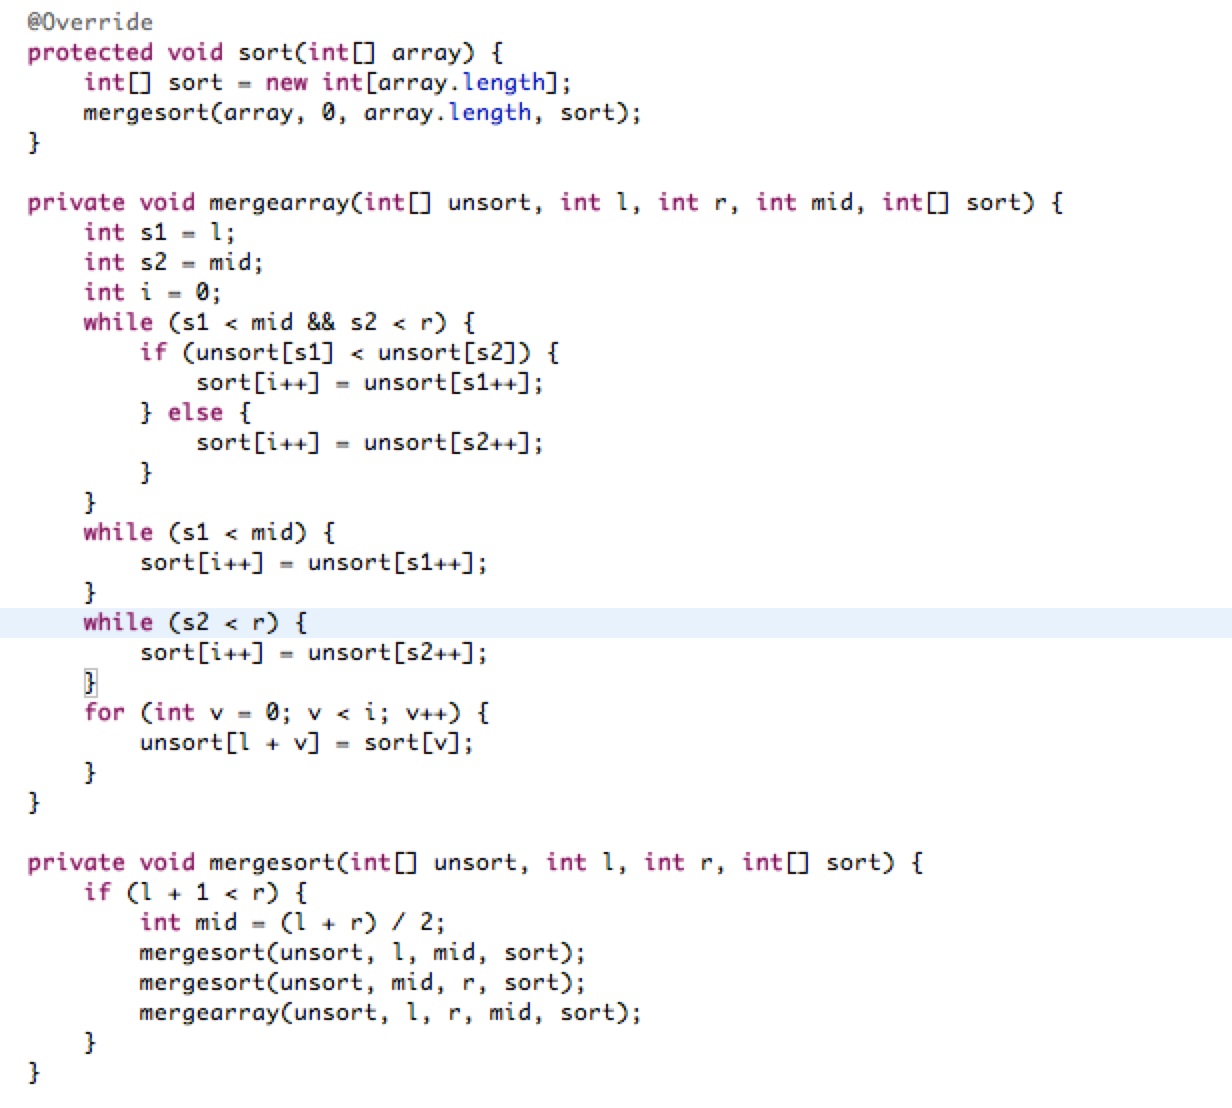 @Override
protected void sort(int[] array) {
    int[] sort = new int[array.length];
    mergesort(array, 0, array.length, sort);
}

private void mergearray(int[] unsort, int l, int r, int mid, int[] sort) {
    int s1 = l;
    int s2 = mid;
    int i = 0;
    while (s1 < mid && s2 < r) {
        if (unsort[s1] < unsort[s2]) {
            sort[i++] = unsort[s1++];
        } else {
            sort[i++] = unsort[s2++];
        }
    }
    while (s1 < mid) {
        sort[i++] = unsort[s1++];
    }
    while (s2 < r) {
        sort[i++] = unsort[s2++];
    }
    for (int v = 0; v < i; v++) {
        unsort[l + v] = sort[v];
    }
}

private void mergesort(int[] unsort, int l, int r, int[] sort) {
    if (l + 1 < r) {
        int mid = (l + r) / 2;
        mergesort(unsort, l, mid, sort);
        mergesort(unsort, mid, r, sort);
        mergearray(unsort, l, r, mid, sort);
    }
}